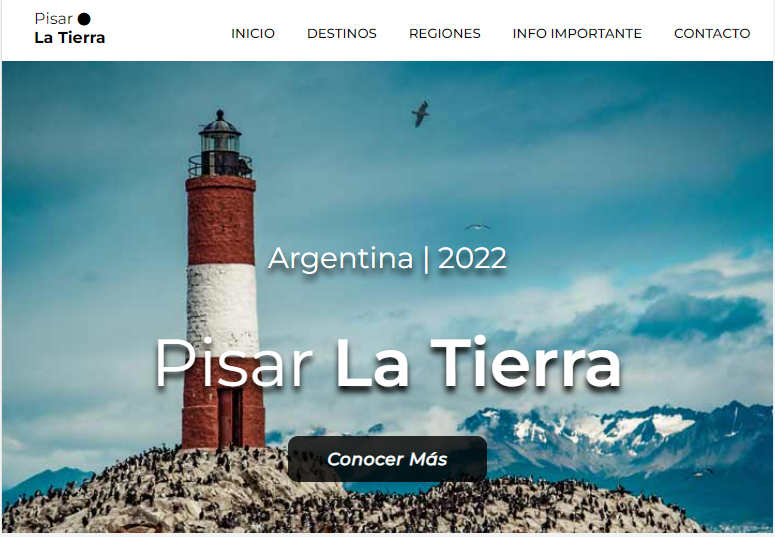 Pisar
La Tierra
INICIO DESTINOS REGIONES INFO IMPORTANTE CONTACTO
Argentina | 2022
Pisar La Tierra
Conocer Más